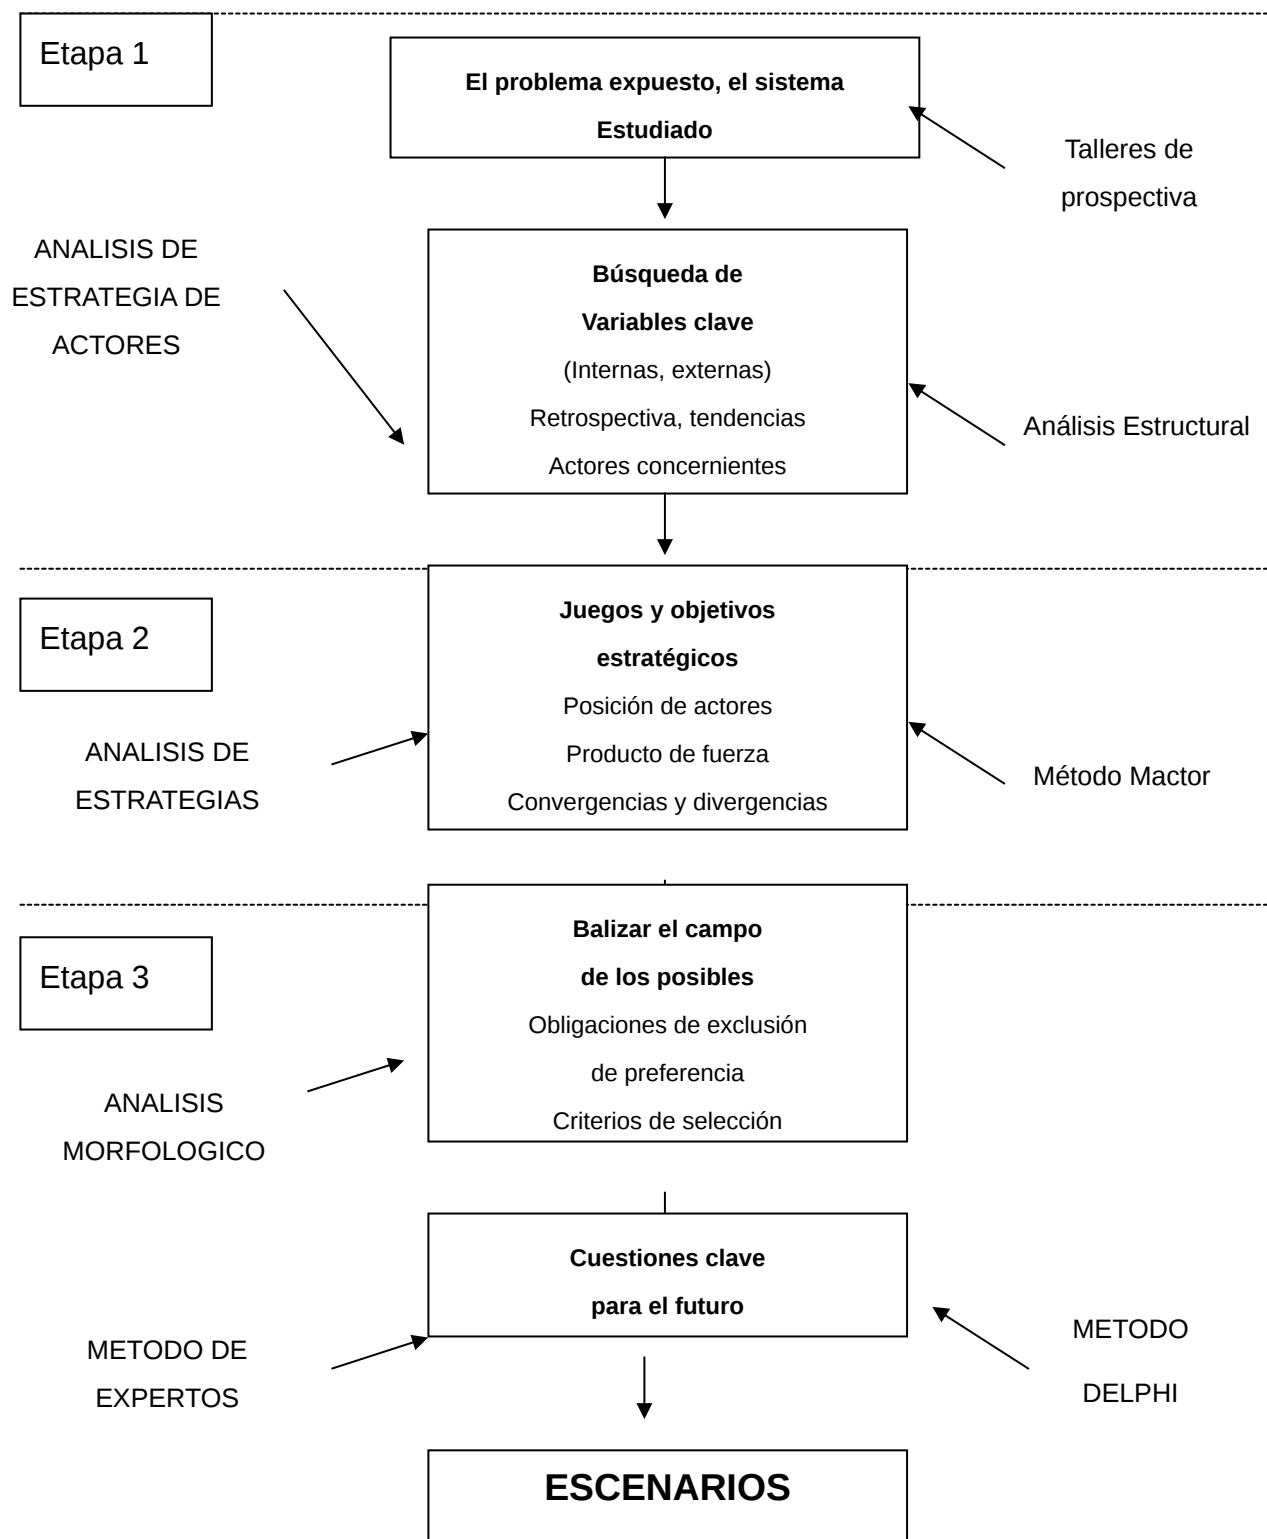 Etapa 1
El problema expuesto, el sistema
Estudiado
Talleres de
prospectiva
ANALISIS DE
ESTRATEGIA DE
ACTORES
Búsqueda de
Variables clave
(Internas, externas)
Retrospectiva, tendencias
Actores concernientes
Análisis Estructural
Etapa 2
Juegos y objetivos
estratégicos
Posición de actores
Producto de fuerza
Convergencias y divergencias
ANALISIS DE
ESTRATEGIAS
Método Mactor
Etapa 3
Balizar el campo
de los posibles
Obligaciones de exclusión
de preferencia
Criterios de selección
ANALISIS
MORFOLOGICO
Cuestiones clave
para el futuro
METODO DE
EXPERTOS
METODO
DELPHI
ESCENARIOS